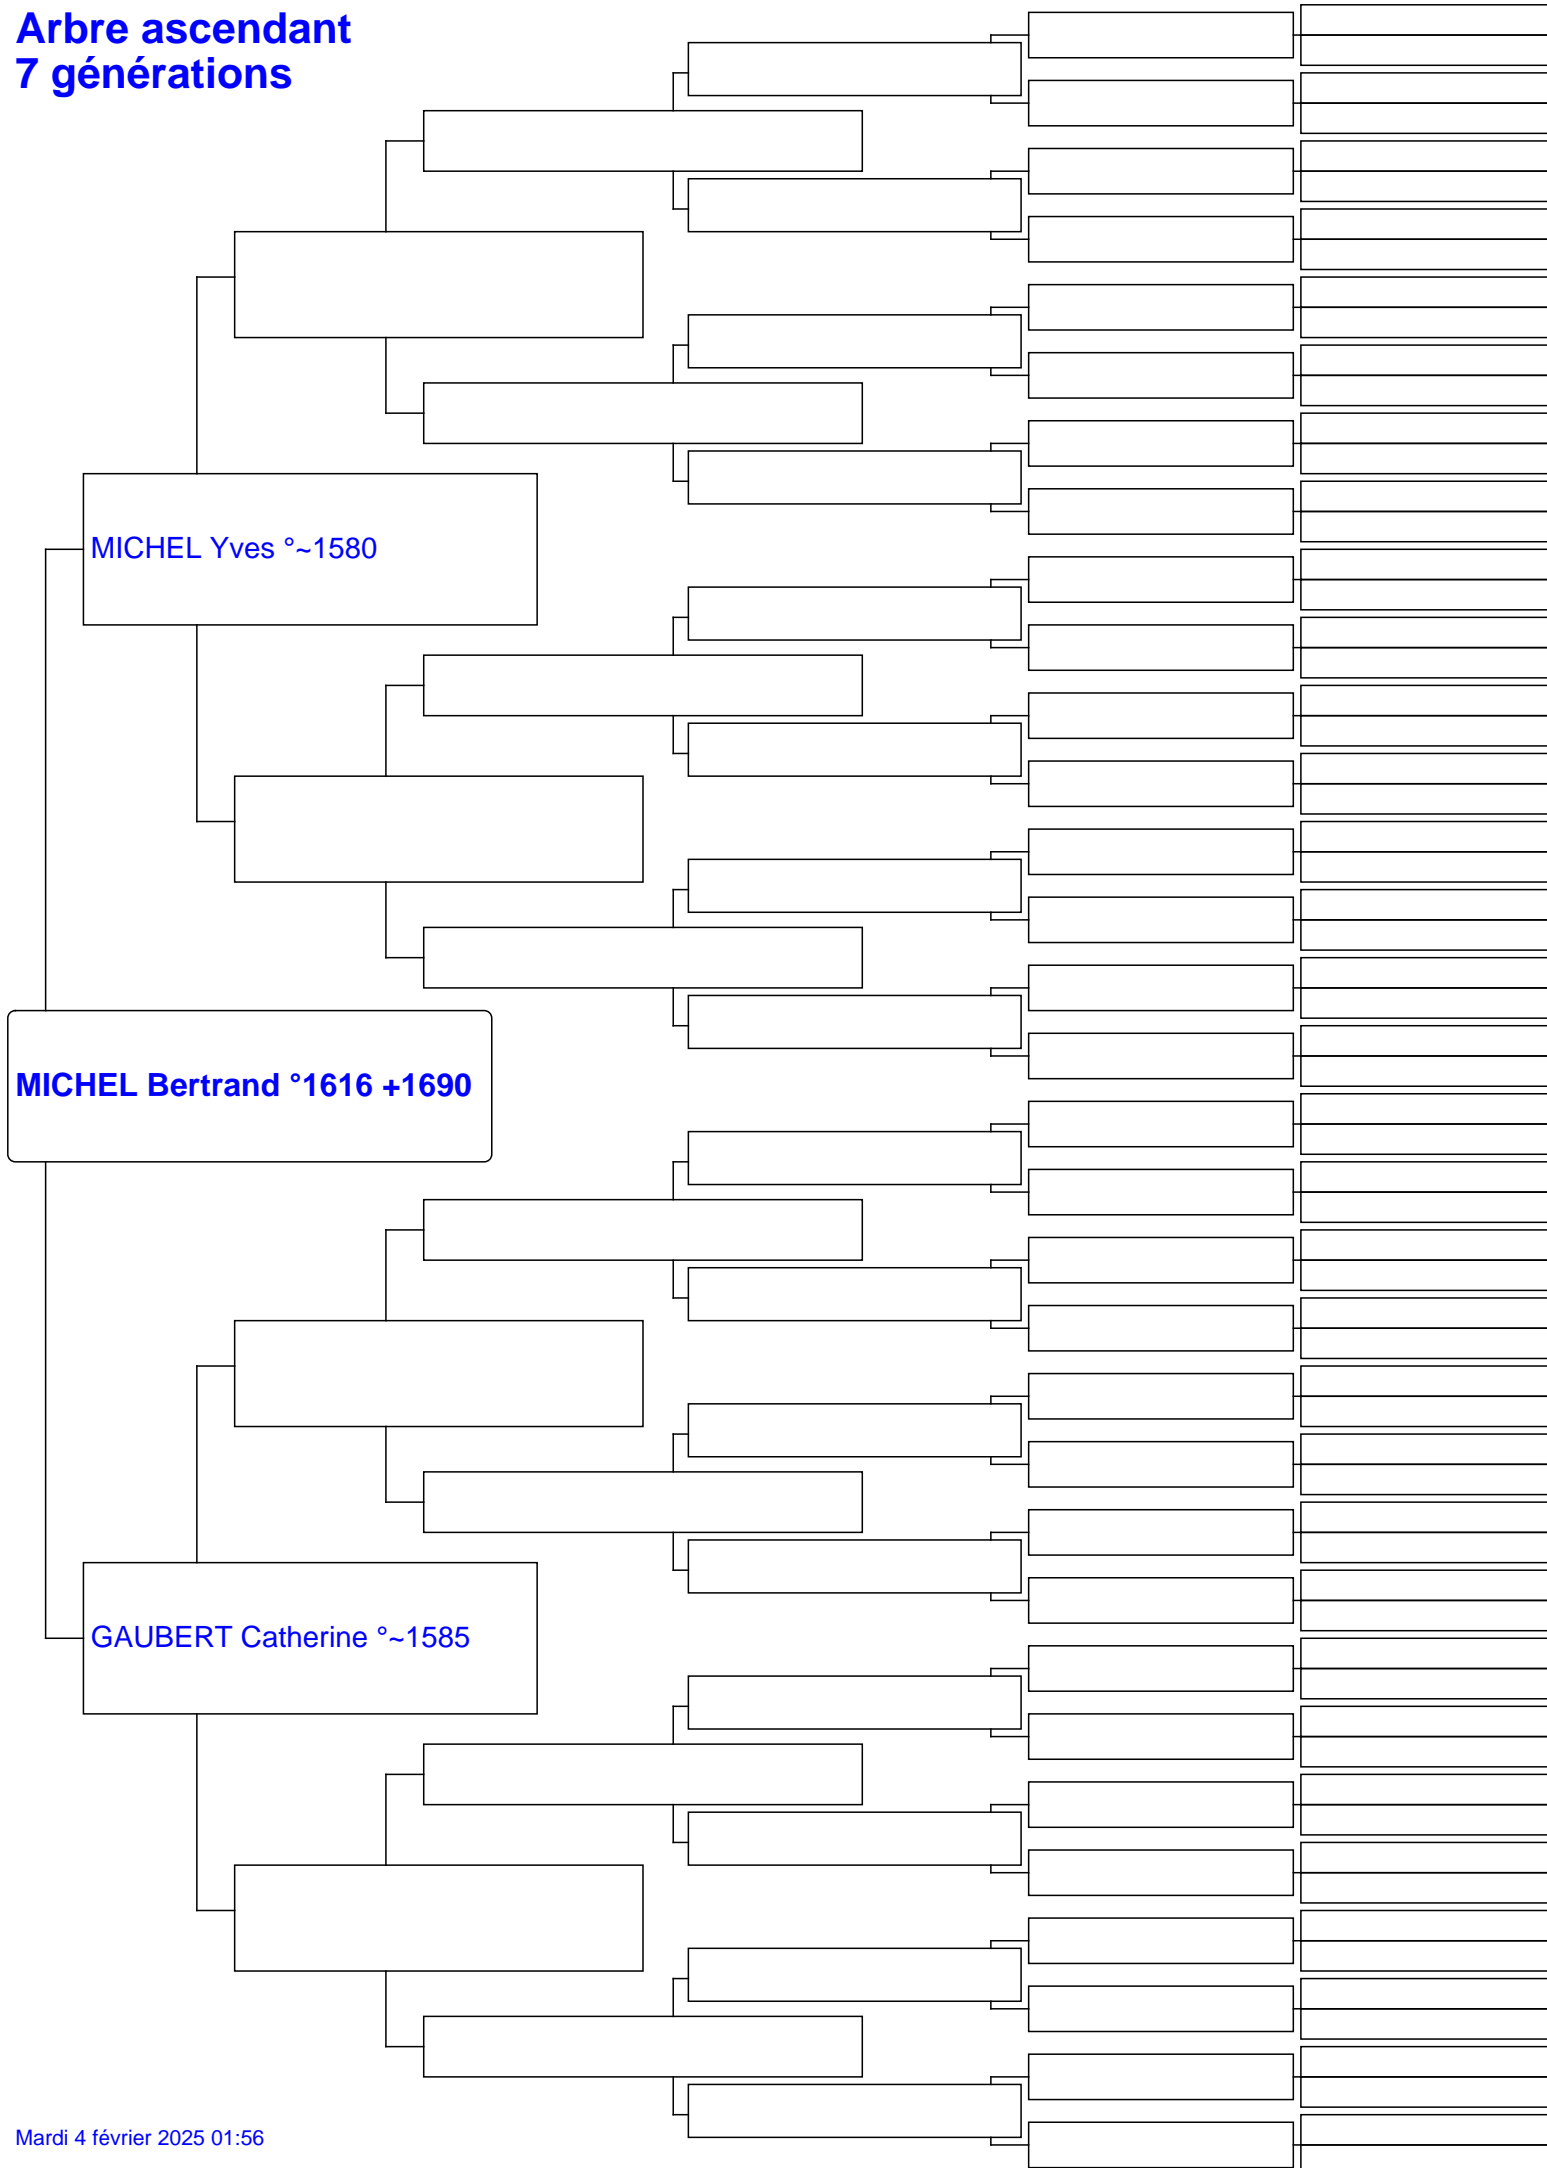 Arbre ascendant
7 générations
MICHEL Yves °~1580
MICHEL Bertrand °1616 +1690
GAUBERT Catherine °~1585
Mardi 4 février 2025 01:56